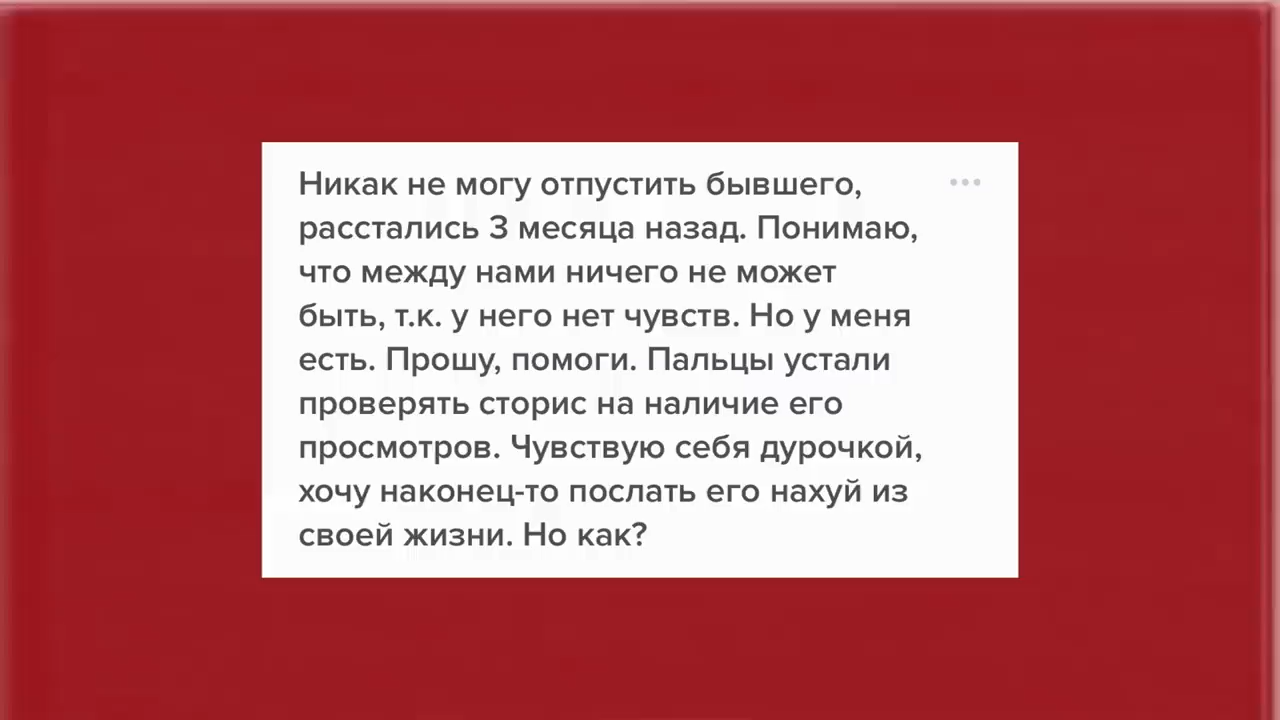 Никак не могу отпустить бывшего,
расстались 3 месяца назад. Понимаю,
что между нами ничего не может
быть, т.к. у него нет чувств. Но у меня
есть. Прошу, помоги. Пальцы устали
проверять сторис на наличие его
просмотров. Чувствую себя дурочкой,
хочу наконец-то послать его нахуй из
своей жизни. Но как?